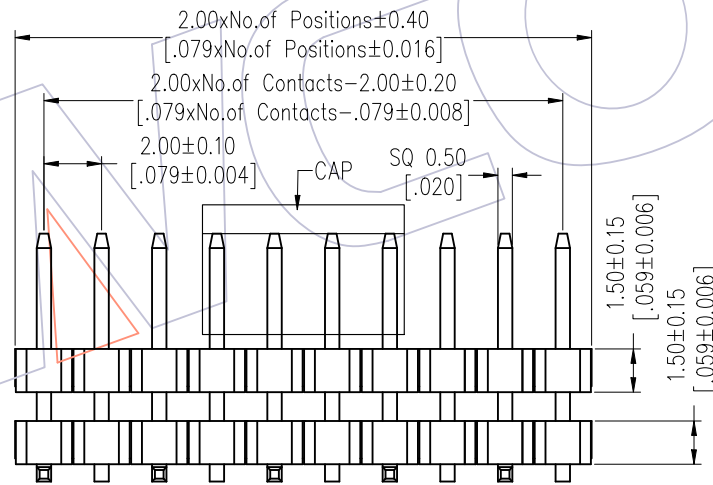 2.00xNo.of Positions±0.40
[.079xNo.of Positions±0.016]
2.00xNo.of Contacts-2.00±0.20
[.079xNo.of Contacts-.079±0.008]
2.00±0.10
[.079±0.004]
CAP
SQ 0.50
[.020]
1.50±0.15
[.059±0.006]
1.50±0.15
[.059±0.006]